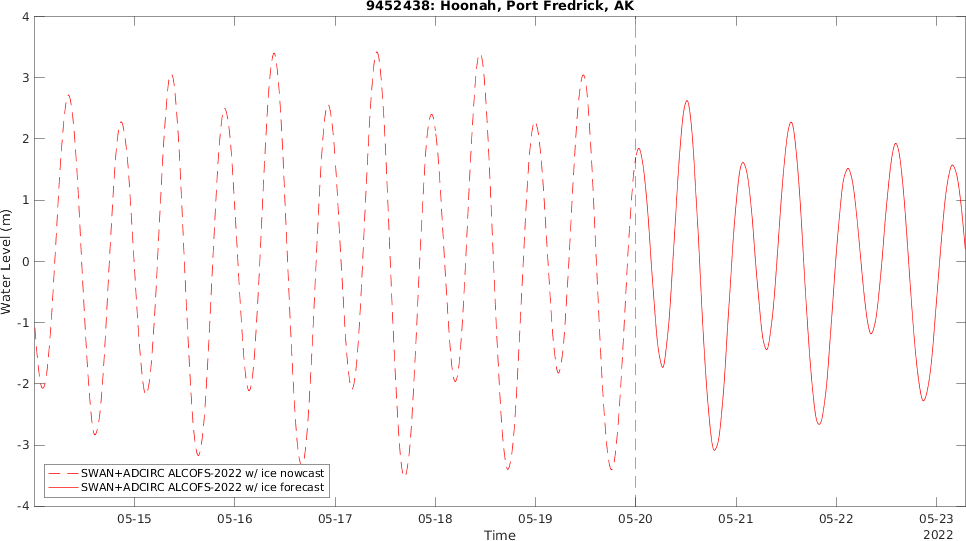 9452438: Hoonah, Port Fredrick, AK
4
3
2
1
0
-1
-2
-3
-4
Water Level (m)
SWAN+ADCIRC ALCOFS-2022 w/ ice nowcast
SWAN+ADCIRC ALCOFS-2022 w/ ice forecast
05-15 05-16 05-17 05-18 05-19 05-20 05-21 05-22 05-23
Time
2022